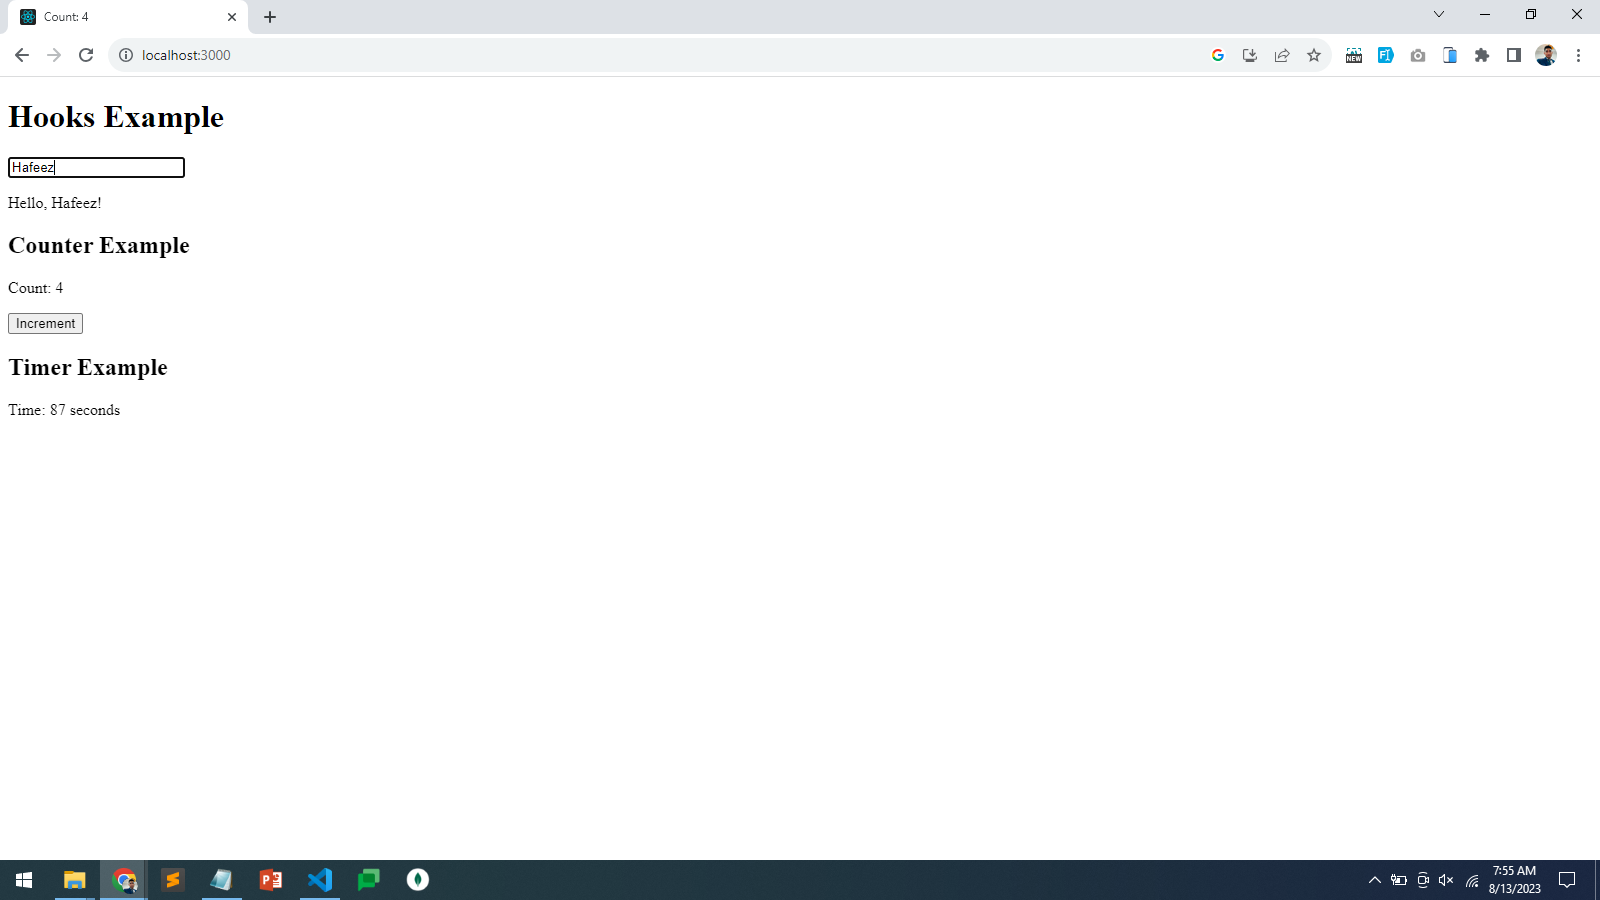 Count: 4
localhost:3000
NEW
Hooks Example
Hafeez
Hello, Hafeez!
Counter Example
Count: 4
Increment
Timer Example
Time: 87 seconds
7:55 AM
8/13/2023